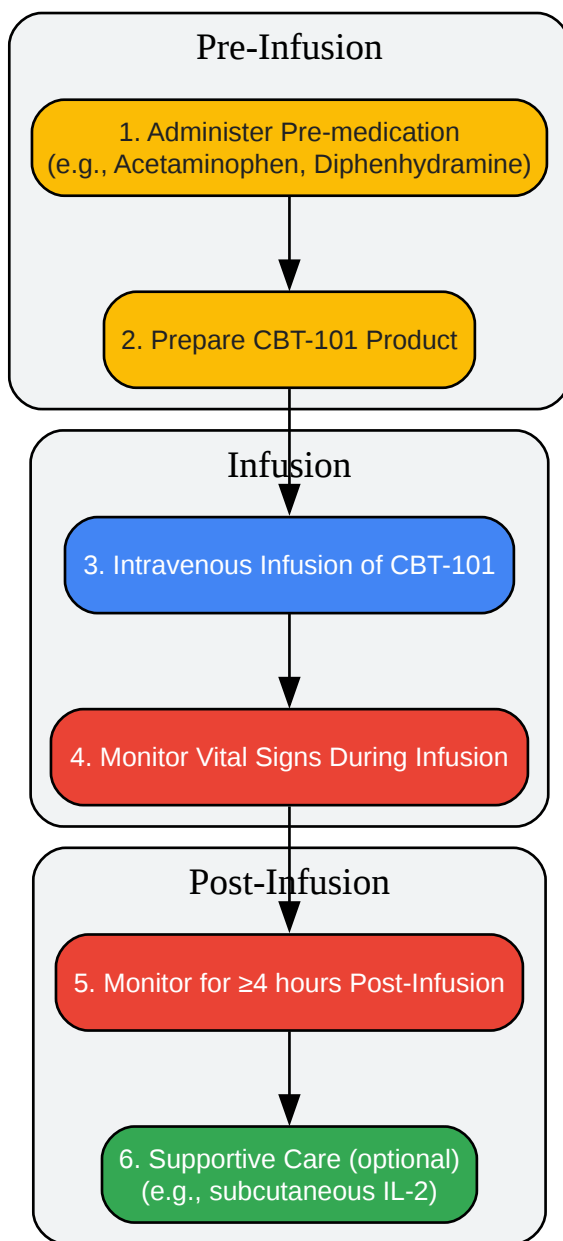 Pre-Infusion
1. Administer Pre-medication
(e.g., Acetaminophen, Diphenhydramine)
2. Prepare CBT-101 Product
Infusion
3. Intravenous Infusion of CBT-101
4. Monitor Vital Signs During Infusion
Post-Infusion
5. Monitor for ≥4 hours Post-Infusion
6. Supportive Care (optional)
(e.g., subcutaneous IL-2)